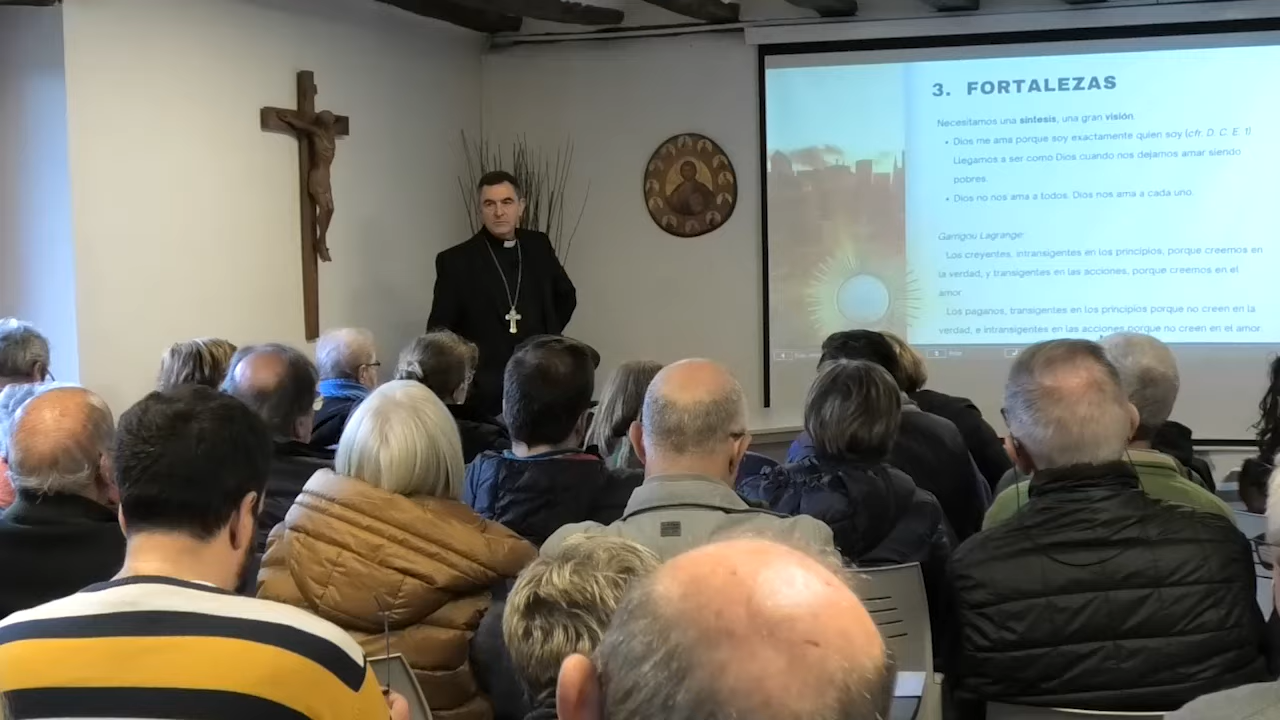 3. FORTALEZAS
Necesitamos una síntesis, una gran visión.
• Dios me ama porque soy exactamente quien soy (cfr. D. C. E. 1)
Llegamos a ser como Dios cuando nos dejamos amar siendo
pobres.
• Dios no nos ama a todos. Dios nos ama a cada uno.
Garrigou Lagrange:
Los creyentes, intransigentes en los principios, porque creemos en
la verdad, y transigentes en las acciones, porque creemos en el
amor.
Los paganos, transigentes en los principios porque no creen en la
verdad, e intransigentes en las acciones porque no creen en el amor.